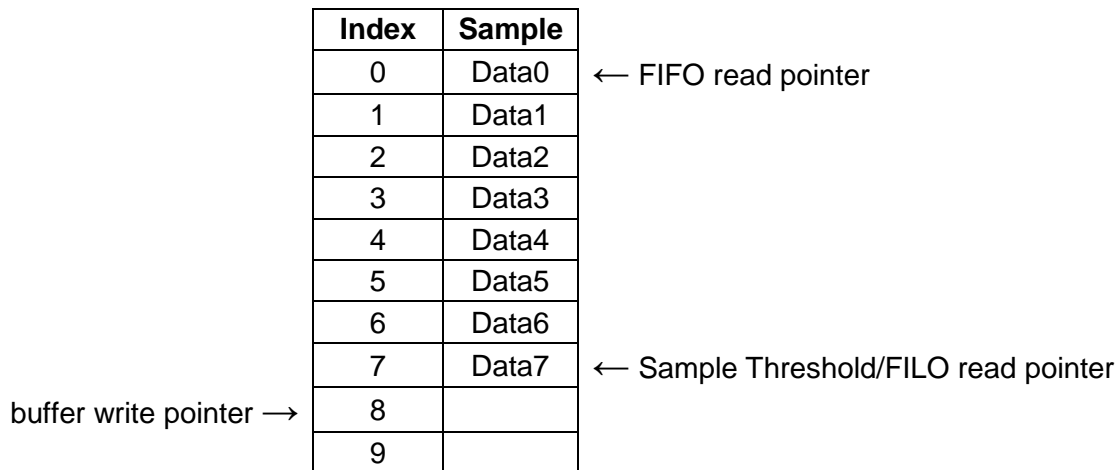 Index Sample
0 Data0 ← FIFO read pointer
1 Data1
2 Data2
3 Data3
4 Data4
5 Data5
6 Data6
7 Data7 ← Sample Threshold/FILO read pointer
buffer write pointer → 8
9